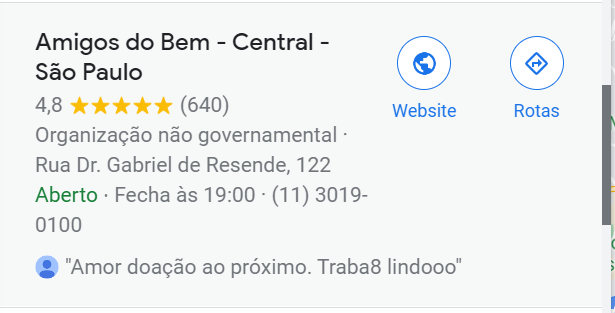 Amigos do Bem - Central -
São Paulo
4,8 ★★★★★ (640)
Organização não governamental ·
Rua Dr. Gabriel de Resende, 122
Aberto · Fecha às 19:00 · (11) 3019-
0100
"Amor doação ao próximo. Traba8 lindooo"
Website
Rotas